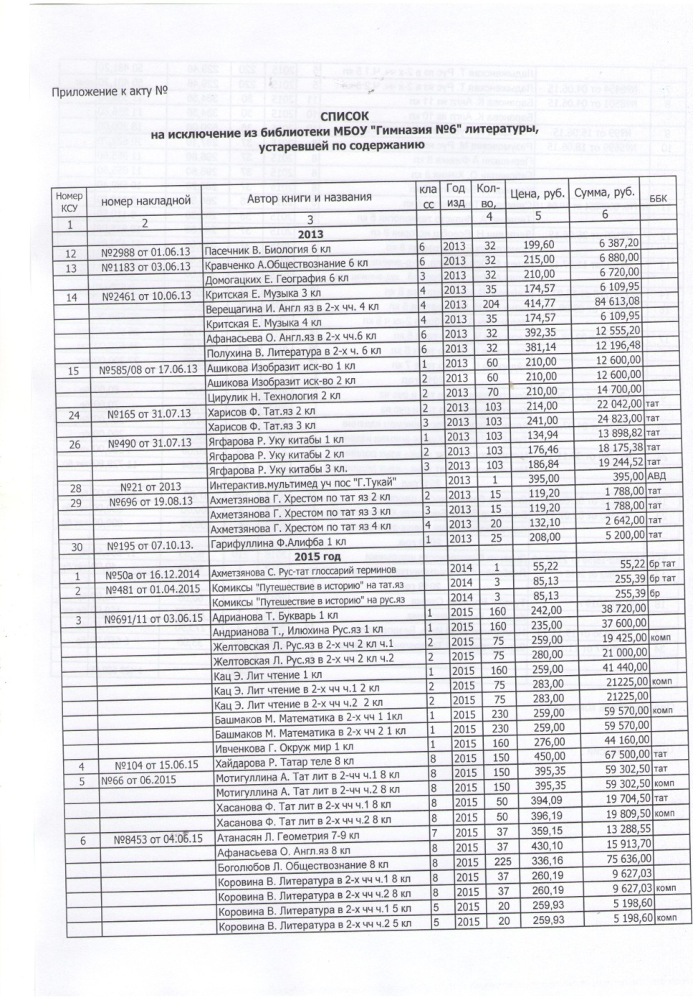 Приложение к акту №
СПИСОК
на исключение из библиотеки МБОУ "Гимназия №6" литературы,
устаревшей по содержанию
Номер КСУ номер накладной Автор книги и названия кла сс Год изд Кол-во, Цена, руб. Сумма, руб. ББК
1 2 3 4 5 6
2013
12 №2988 от 01.06.13 Пасечник В. Биология 6 кл 6 2013 32 199,60 6 387,20
13 №1183 от 03.06.13 Кравченко А.Обществознание 6 кл 6 2013 32 215,00 6 880,00
Домогацких Е. География 6 кл 3 2013 32 210,00 6 720,00
14 №2461 от 10.06.13 Критская Е. Музыка 3 кл 4 2013 35 174,57 6 109,95
Верещагина И. Англ яз в 2-х чч. 4 кл 4 2013 204 414,77 84 613,08
Критская Е. Музыка 4 кл 4 2013 35 174,57 6 109,95
Афанасьева О. Англ.яз в 2-х чч.6 кл 6 2013 32 392,35 12 555,20
Полухина В. Литература в 2-х ч. 6 кл 6 2013 32 381,14 12 196,48
15 №585/08 от 17.06.13 Ашикова Изобразит иск-во 1 кл 1 2013 60 210,00 12 600,00
Ашикова Изобразит иск-во 2 кл 2 2013 60 210,00 12 600,00
Цирулик Н. Технология 2 кл 2 2013 70 210,00 14 700,00
24 №165 от 31.07.13 Харисов Ф. Тат.яз 2 кл 2 2013 103 214,00 22 042,00 тат
Харисов Ф. Тат.яз 3 кл 3 2013 103 241,00 24 823,00 тат
26 №490 от 31.07.13 Ягфарова Р. Уку китабы 1 кл 1 2013 103 134,94 13 898,82 тат
Ягфарова Р. Уку китабы 2 кл 2 2013 103 176,46 18 175,38 тат
Ягфарова Р. Уку китабы 3 кл. 3 2013 103 186,84 19 244,52 тат
28 №21 от 2013 Интерактив.мультимед уч пос "Г.Тукай" 2013 1 395,00 395,00 АВД
29 №696 от 19.08.13 Ахметзянова Г. Хрестом по тат яз 2 кл 2 2013 15 119,20 1 788,00 тат
Ахметзянова Г. Хрестом по тат яз 3 кл 3 2013 15 119,20 1 788,00 тат
Ахметзянова Г. Хрестом по тат яз 4 кл 4 2013 20 132,10 2 642,00 тат
30 №195 от 07.10.13. Гарифуллина Ф.Алифба 1 кл 1 2013 25 208,00 5 200,00 тат
2015 год
1 №50а от 16.12.2014 Ахметзянова С. Рус-тат глоссарий терминов 2014 1 55,22 55,22 бр тат
2 №481 от 01.04.2015 Комиксы "Путешествие в историю" на тат.яз 2014 3 85,13 255,39 бр тат
Комиксы "Путешествие в историю" на рус.яз 2014 3 85,13 255,39 бр
3 №691/11 от 03.06.15 Адрианова Т. Букварь 1 кл 1 2015 160 242,00 38 720,00
Андрианова Т., Илюхина Рус.яз 1 кл 1 2015 160 235,00 37 600,00
Желтовская Л. Рус.яз в 2-х чч 2 кл ч.1 2 2015 75 259,00 19 425,00 комп
Желтовская Л. Рус.яз в 2-х чч 2 кл ч.2 2 2015 75 280,00 21 000,00
Кац Э. Лит чтение 1 кл 1 2015 160 259,00 41 440,00
Кац Э. Лит чтение в 2-х чч ч.1 2 кл 2 2015 75 283,00 21225,00 комп
Кац Э. Лит чтение в 2-х чч ч.2 2 кл 2 2015 75 283,00 21225,00
Башмаков М. Математика в 2-х чч 1 1кл 1 2015 230 259,00 59 570,00 комп
Башмаков М. Математика в 2-х чч 2 1 кл 1 2015 230 259,00 59 570,00
Ивченкова Г. Окруж мир 1 кл 1 2015 160 276,00 44 160,00
4 №104 от 15.06.15 Хайдарова Р. Татар теле 8 кл 8 2015 150 450,00 67 500,00 тат
5 №66 от 06.2015 Мотигуллина А. Тат лит в 2-чч ч.1 8 кл 8 2015 150 395,35 59 302,50 тат
Мотигуллина А. Тат лит в 2-чч ч.2 8 кл 8 2015 150 395,35 59 302,50 комп
Хасанова Ф. Тат лит в 2-х чч ч.1 8 кл 8 2015 50 394,09 19 704,50 тат
Хасанова Ф. Тат лит в 2-х чч ч.2 8 кл 8 2015 50 396,19 19 809,50 комп
6 №8453 от 04.06.15 Атанасян Л. Геометрия 7-9 кл 7 2015 37 359,15 13 288,55
Афанасьева О. Англ.яз 8 кл 8 2015 37 430,10 15 913,70
Боголюбов Л. Обществознание 8 кл 8 2015 225 336,16 75 636,00
Коровина В. Литература в 2-х чч ч.1 8 кл 8 2015 37 260,19 9 627,03
Коровина В. Литература в 2-х чч ч.2 8 кл 8 2015 37 260,19 9 627,03 комп
Коровина В. Литература в 2-х чч ч.1 5 кл 5 2015 20 259,93 5 198,60
Коровина В. Литература в 2-х чч ч.2 5 кл 5 2015 20 259,93 5 198,60 комп